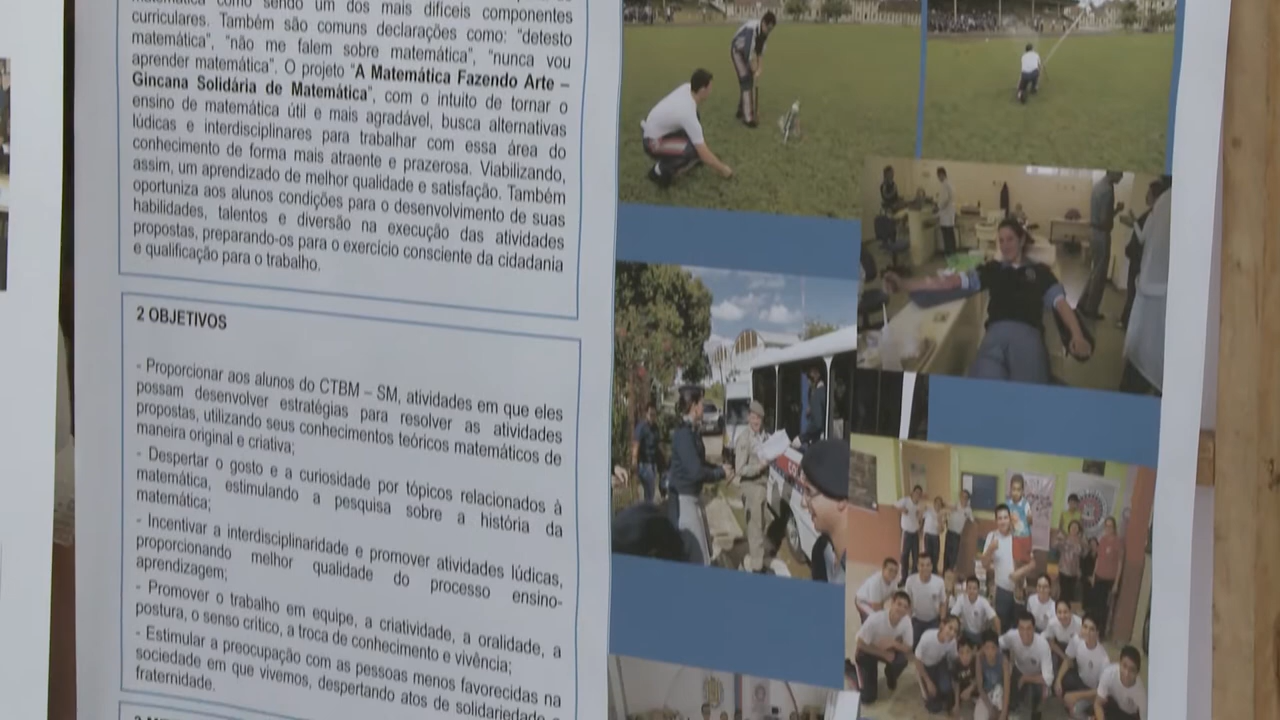 matemática como sendo um dos mais difíceis componentes
curriculares. Também são comuns declarações como: "detesto
matemática", "não me falem sobre matemática", "nunca vou
aprender matemática". O projeto "A Matemática Fazendo Arte –
Gincana Solidária de Matemática", com o intuito de tornar o
ensino de matemática útil e mais agradável, busca alternativas
lúdicas e interdisciplinares para trabalhar com essa área do
conhecimento de forma mais atraente e prazerosa. Viabilizando,
assim, um aprendizado de melhor qualidade e satisfação. Também
oportuniza aos alunos condições para o desenvolvimento de suas
habilidades, talentos e diversão na execução das atividades
propostas, preparando-os para o exercício consciente da cidadania
e qualificação para o trabalho.
2 OBJETIVOS
- Proporcionar aos alunos do CTBM – SM, atividades em que eles
possam desenvolver estratégias para resolver as atividades
propostas, utilizando seus conhecimentos teóricos matemáticos de
maneira original e criativa;
- Despertar o gosto e a curiosidade por tópicos relacionados à
matemática, estimulando a pesquisa sobre a história da
matemática;
- Incentivar a interdisciplinaridade e promover atividades lúdicas,
proporcionando melhor qualidade do processo ensino-
aprendizagem;
- Promover o trabalho em equipe, a criatividade, a oralidade, a
postura, o senso critico, a troca de conhecimento e vivência;
- Estimular a preocupação com as pessoas menos favorecidas na
sociedade em que vivemos, despertando atos de solidariedade e
fraternidade.